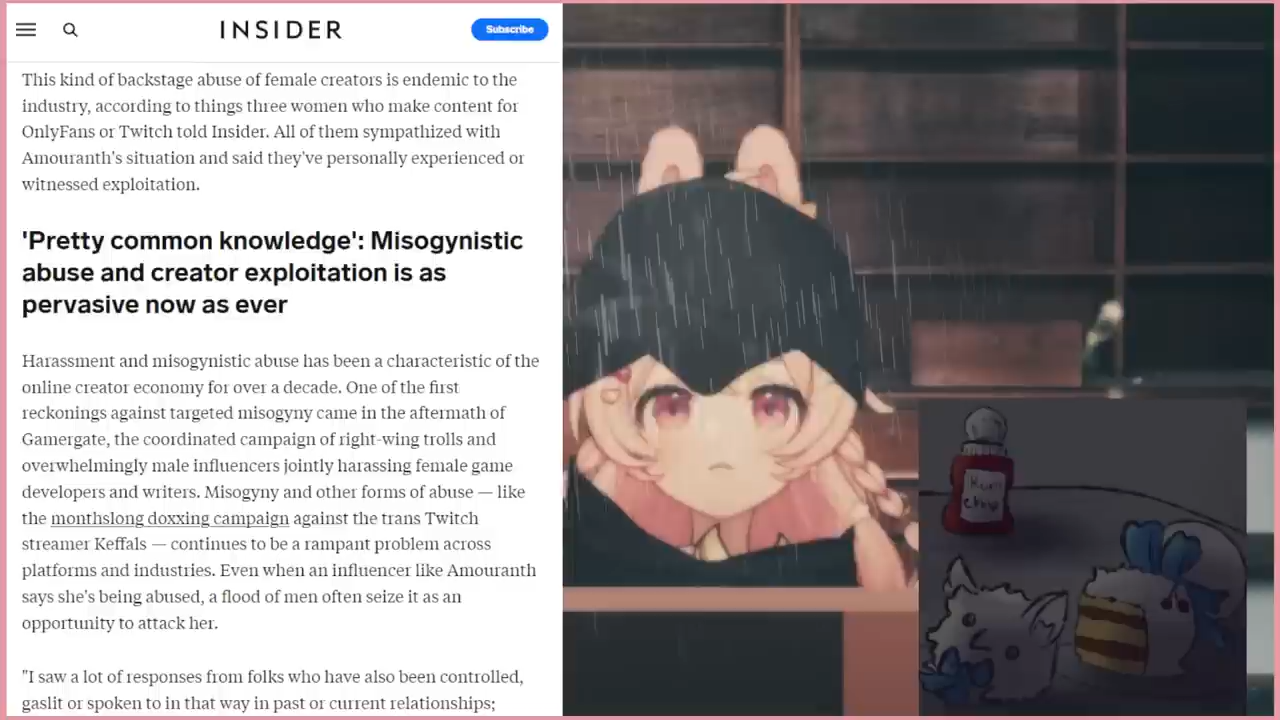 INSIDER
Subscribe
This kind of backstage abuse of female creators is endemic to the
industry, according to things three women who make content for
OnlyFans or Twitch told Insider. All of them sympathized with
Amouranth's situation and said they've personally experienced or
witnessed exploitation.
'Pretty common knowledge': Misogynistic
abuse and creator exploitation is as
pervasive now as ever
Harassment and misogynistic abuse has been a characteristic of the
online creator economy for over a decade. One of the first
reckonings against targeted misogyny came in the aftermath of
Gamergate, the coordinated campaign of right-wing trolls and
overwhelmingly male influencers jointly harassing female game
developers and writers. Misogyny and other forms of abuse — like
the monthslong doxxing campaign against the trans Twitch
streamer Keffals — continues to be a rampant problem across
platforms and industries. Even when an influencer like Amouranth
says she's being abused, a flood of men often seize it as an
opportunity to attack her.
"I saw a lot of responses from folks who have also been controlled,
gaslit or spoken to in that way in past or current relationships;